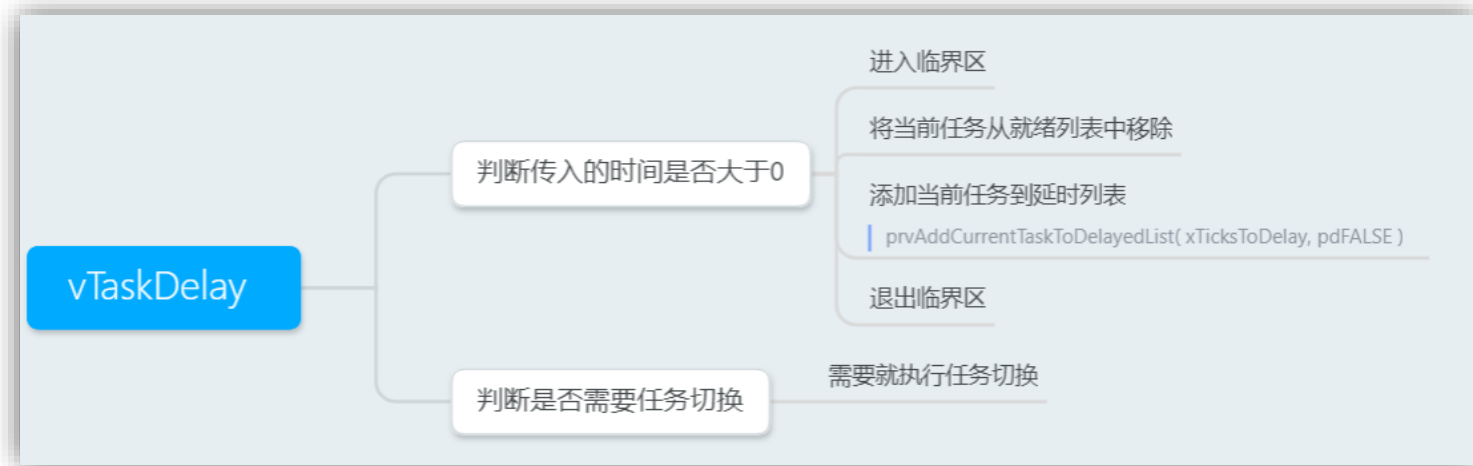 vTaskDelay
判断传入的时间是否大于0
进入临界区
将当前任务从就绪列表中移除
添加当前任务到延时列表
prvAddCurrentTaskToDelayedList( xTicksToDelay, pdFALSE )
退出临界区
判断是否需要任务切换
需要就执行任务切换